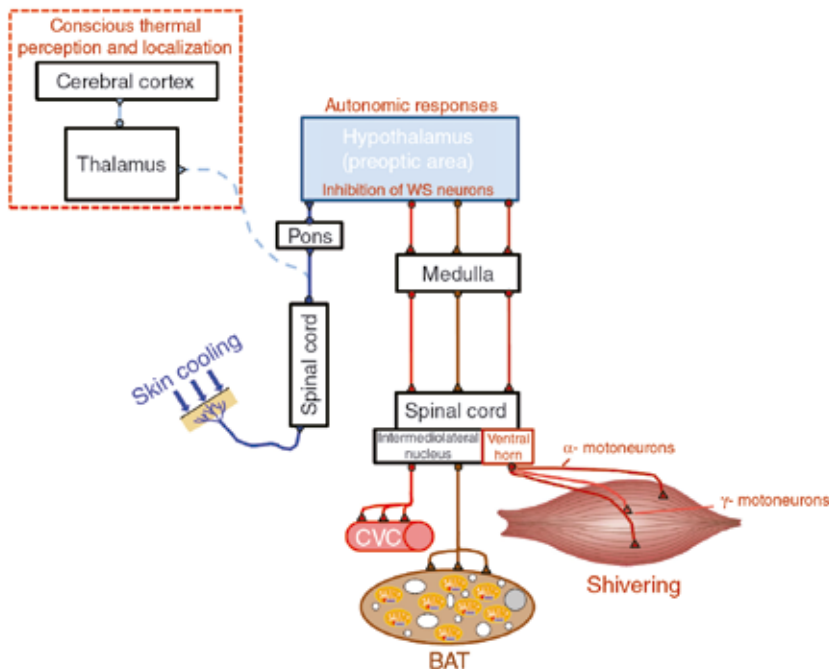 Conscious thermal
perception and localization
Cerebral cortex
Thalamus
Autonomic responses
Hypothalamus
(preoptic area)
Inhibition of WS neurons
Pons
Medulla
Skin cooling
Spinal cord
Spinal cord
Intermediolateral
nucleus
Ventral
horn
α- motoneurons
γ- motoneurons
CVC
Shivering
BAT